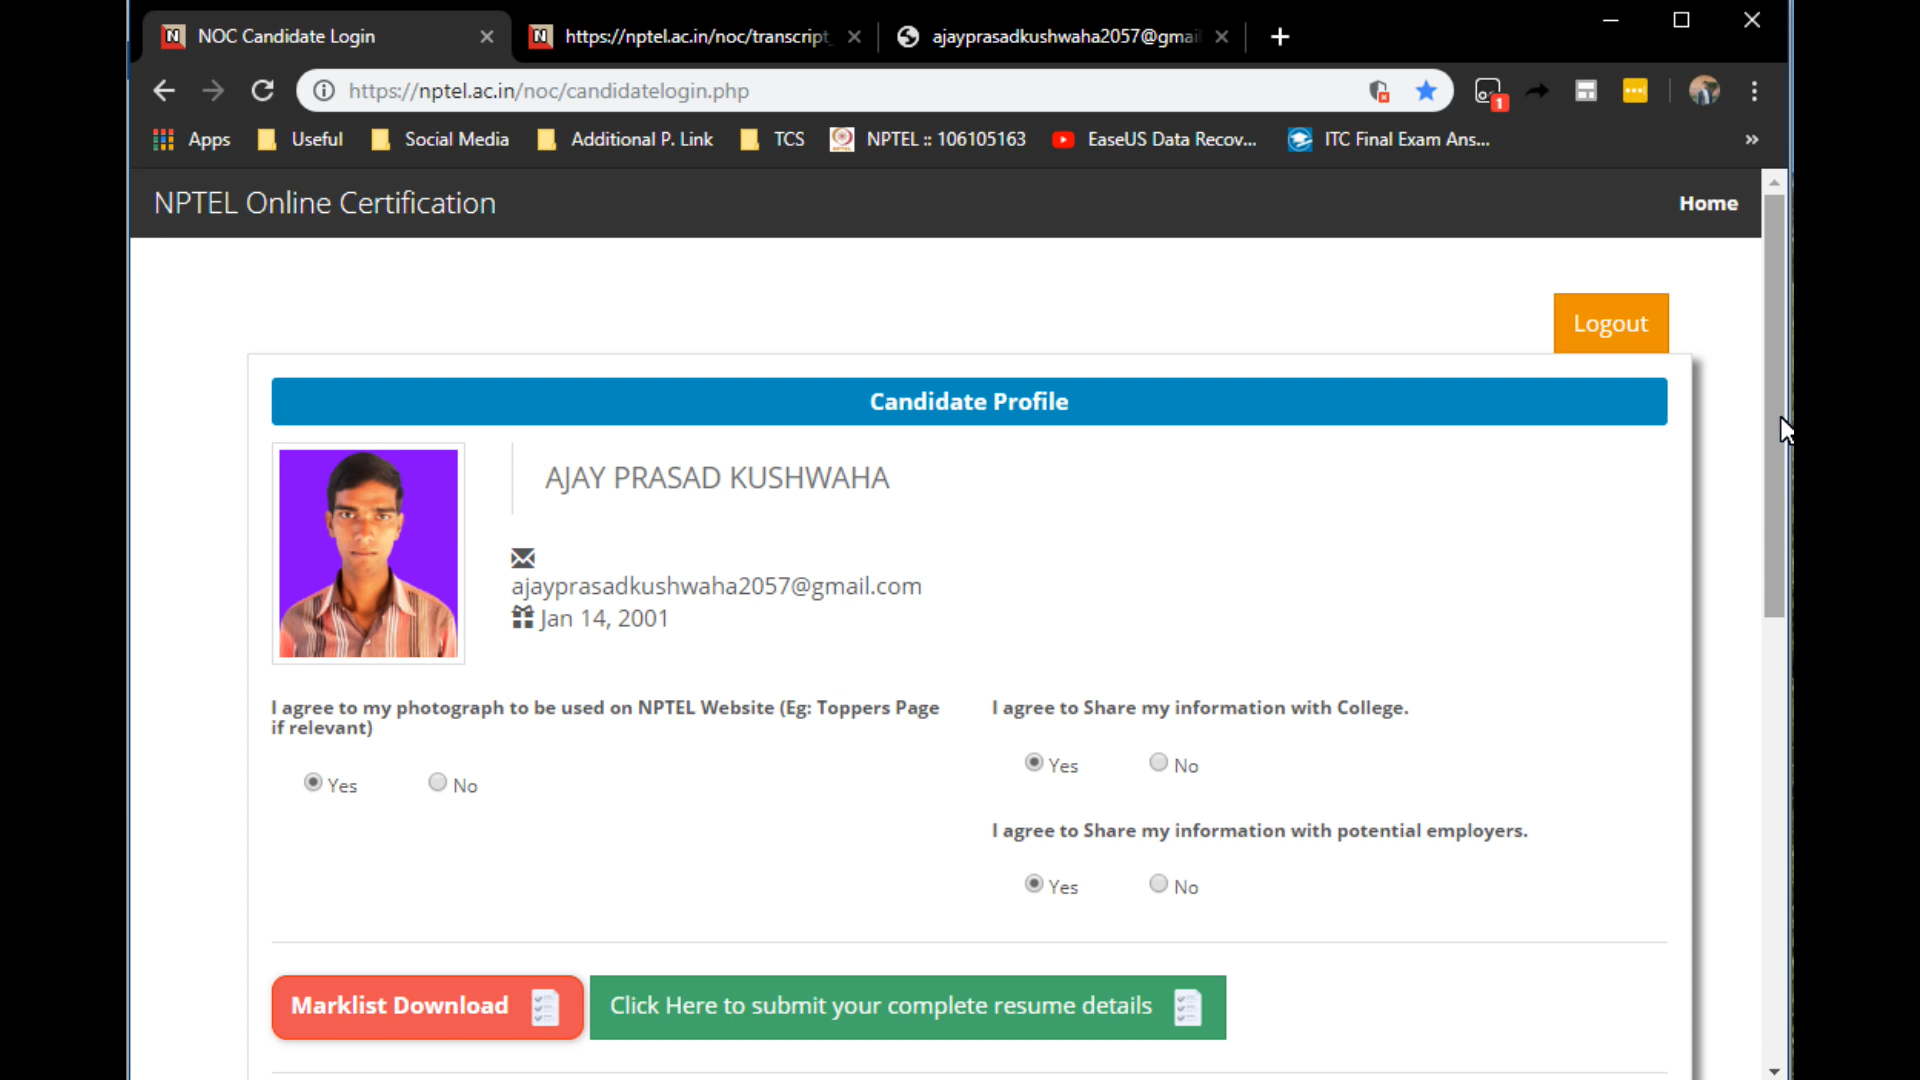 NOC Candidate Login
https://nptel.ac.in/noc/transcript_
ajayprasadkushwaha2057@gmai
https://nptel.ac.in/noc/candidatelogin.php
1
Apps Useful Social Media Additional P. Link TCS NPTEL :: 106105163 EaseUS Data Recov... ITC Final Exam Ans... »
NPTEL Online Certification
Home
Logout
Candidate Profile
AJAY PRASAD KUSHWAHA
ajayprasadkushwaha2057@gmail.com
Jan 14, 2001
I agree to my photograph to be used on NPTEL Website (Eg: Toppers Page
if relevant)
Yes No
I agree to Share my information with College.
Yes No
I agree to Share my information with potential employers.
Yes No
Marklist Download
Click Here to submit your complete resume details